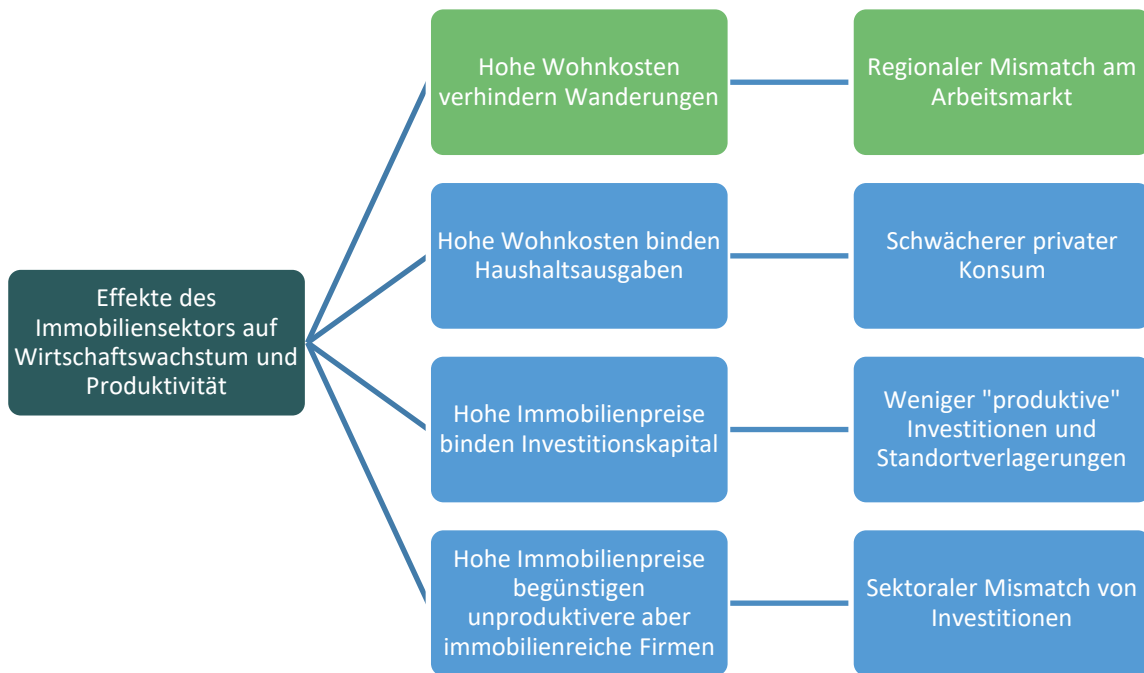 Effekte des
Immobiliensektors auf
Wirtschaftswachstum und
Produktivität
Hohe Wohnkosten
verhindern Wanderungen
Regionaler Mismatch am
Arbeitsmarkt
Hohe Wohnkosten binden
Haushaltsausgaben
Schwächerer privater
Konsum
Hohe Immobilienpreise
binden Investitionskapital
Weniger "produktive"
Investitionen und
Standortverlagerungen
Hohe Immobilienpreise
begünstigen
unproduktivere aber
immobilienreiche Firmen
Sektoraler Mismatch von
Investitionen